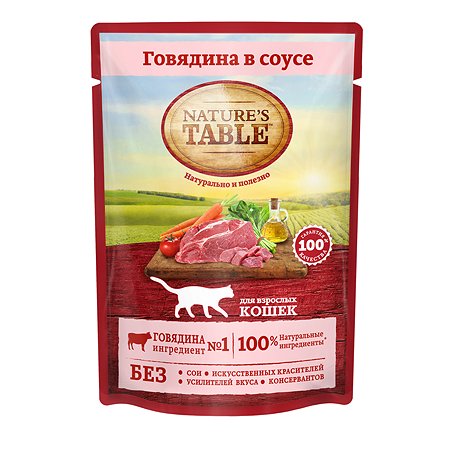 Говядина в соусе
NATURE'S
TABLE™
Натурально и полезно
ГАРАНТИЯ
100%
КАЧЕСТВА
для взрослых
КОШЕК
ГОВЯДИНА
ИНГРЕДИЕНТ №1
100% Натуральные
ингредиенты*
БЕЗ
• СОИ • ИСКУССТВЕННЫХ КРАСИТЕЛЕЙ
• УСИЛИТЕЛЕЙ ВКУСА • КОНСЕРВАНТОВ